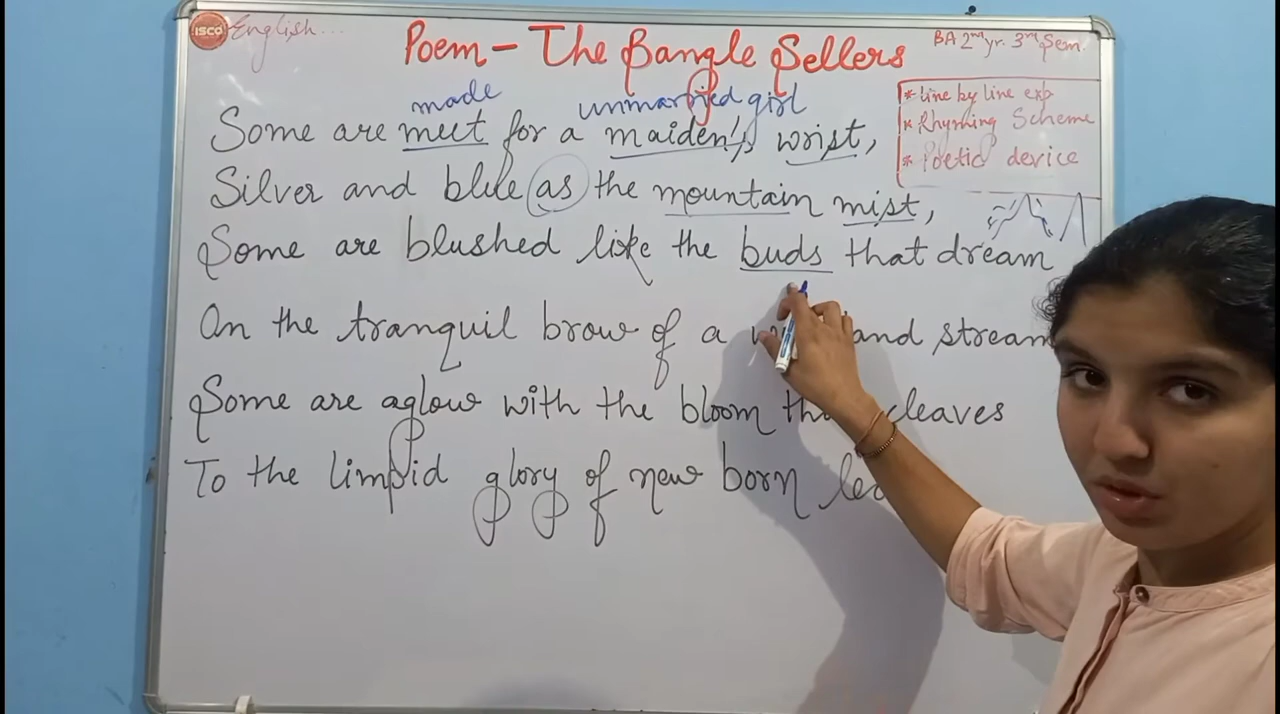 ISCD English...
Poem - The Bangle Sellers
BA 2nd yr. 3rd Sem.
* line by line exp
* Rhyming Scheme
* Poetic device
made unmarried girl
Some are meet for a maiden's wrist,
Silver and blue as the mountain mist,
Some are blushed like the buds that dream
On the tranquil brow of a stream
Some are aglow with the bloom cleaves
To the limpid glory of new born